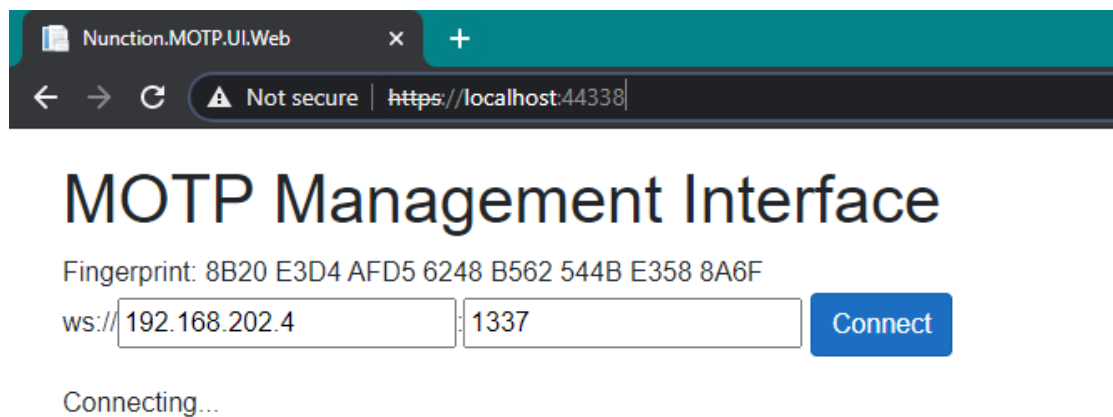 Nunction.MOTP.UI.Web
Not secure https://localhost:44338
MOTP Management Interface
Fingerprint: 8B20 E3D4 AFD5 6248 B562 544B E358 8A6F
ws://192.168.202.4:1337 Connect
Connecting...